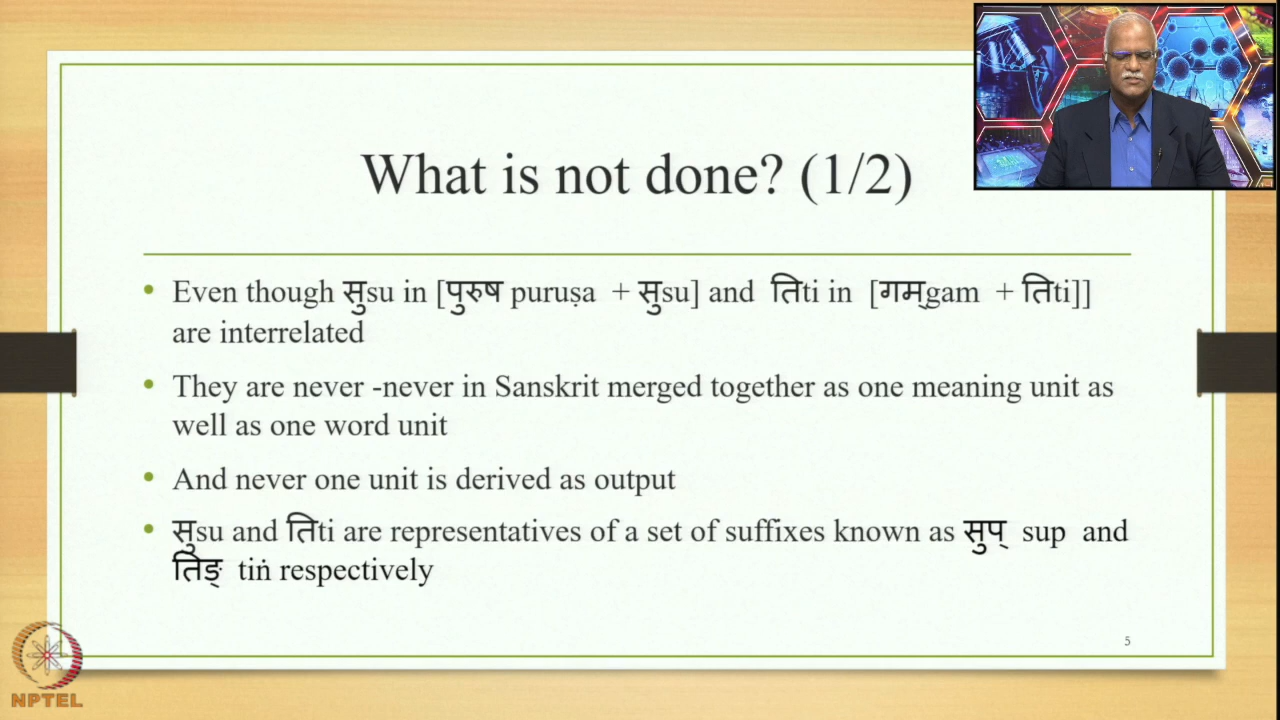 What is not done? (1/2)
• Even though सुsu in [पुरुष puruṣa + सुsu] and तिti in [गम्gam + तिti]]
are interrelated
• They are never -never in Sanskrit merged together as one meaning unit as
well as one word unit
• And never one unit is derived as output
• सुsu and तिti are representatives of a set of suffixes known as सुप् sup and
तिङ् tiṅ respectively
5
NPTEL